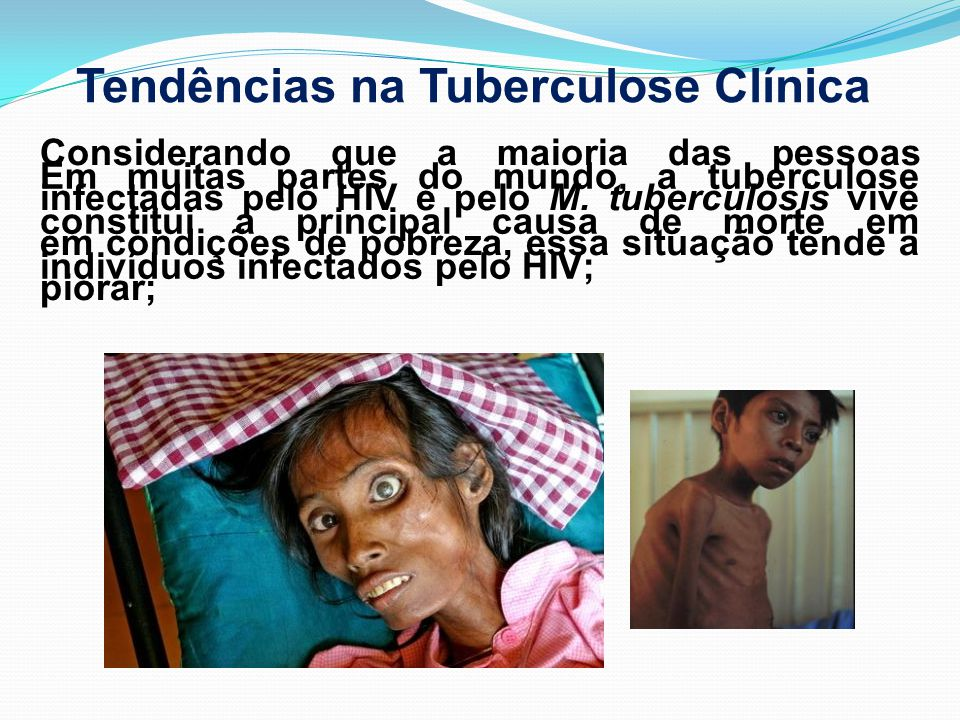 Tendências na Tuberculose Clínica
Considerando que a maioria das pessoas
infectadas pelo HIV e pelo M. tuberculosis vive
em condições de pobreza, essa situação tende a
piorar;
Em muitas partes do mundo, a tuberculose
constitui a principal causa de morte em
indivíduos infectados pelo HIV;